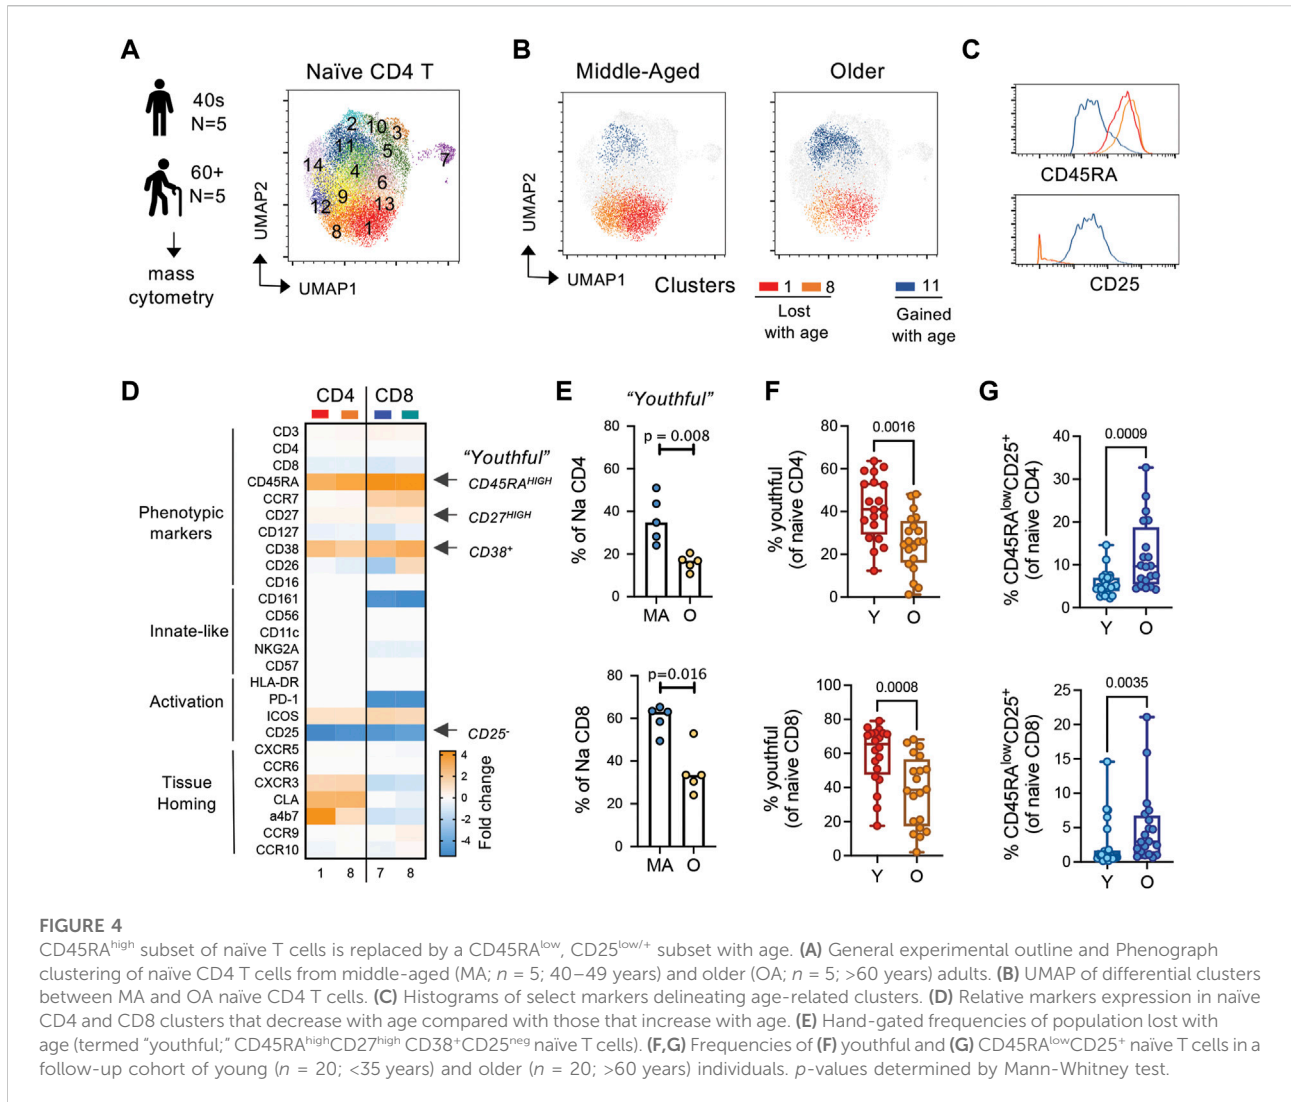 A
40s
N=5
60+
N=5
mass
cytometry
Naïve CD4 T
2
10
3
11
5
7
14
4
6
9
12
13
8
1
UMAP2
UMAP1
B
Middle-Aged
Older
UMAP2
UMAP1
Clusters
1
8
11
Lost
with age
Gained
with age
C
CD45RA
CD25
D
CD4
CD8
Phenotypic
markers
Innate-like
Activation
Tissue
Homing
CD3
CD4
CD8
CD45RA
CCR7
CD27
CD127
CD38
CD26
CD16
CD161
CD56
CD11c
NKG2A
CD57
HLA-DR
PD-1
ICOS
CD25
CXCR5
CCR6
CXCR3
CLA
a4b7
CCR9
CCR10
1
8
7
8
"Youthful"
CD45RAHIGH
CD27HIGH
CD38+
CD25-
4
2
0
-2
-4
Fold change
E
"Youthful"
p = 0.008
% of Na CD4
80
60
40
20
0
MA
O
p=0.016
% of Na CD8
80
60
40
20
0
MA
O
F
0.0016
% youthful
(of naive CD4)
80
60
40
20
0
Y
O
0.0008
% youthful
(of naive CD8)
100
80
60
40
20
0
Y
O
G
0.0009
% CD45RAlowCD25+
(of naive CD4)
40
30
20
10
0
Y
O
0.0035
% CD45RAlowCD25+
(of naive CD8)
25
20
15
10
5
0
Y
O
FIGURE 4
CD45RAhigh subset of naïve T cells is replaced by a CD45RAlow, CD25low/+ subset with age. (A) General experimental outline and Phenograph
clustering of naïve CD4 T cells from middle-aged (MA; n = 5; 40–49 years) and older (OA; n = 5; >60 years) adults. (B) UMAP of differential clusters
between MA and OA naïve CD4 T cells. (C) Histograms of select markers delineating age-related clusters. (D) Relative markers expression in naïve
CD4 and CD8 clusters that decrease with age compared with those that increase with age. (E) Hand-gated frequencies of population lost with
age (termed "youthful;" CD45RAhighCD27high CD38+CD25neg naïve T cells). (F,G) Frequencies of (F) youthful and (G) CD45RAlowCD25+ naïve T cells in a
follow-up cohort of young (n = 20; <35 years) and older (n = 20; >60 years) individuals. p-values determined by Mann-Whitney test.